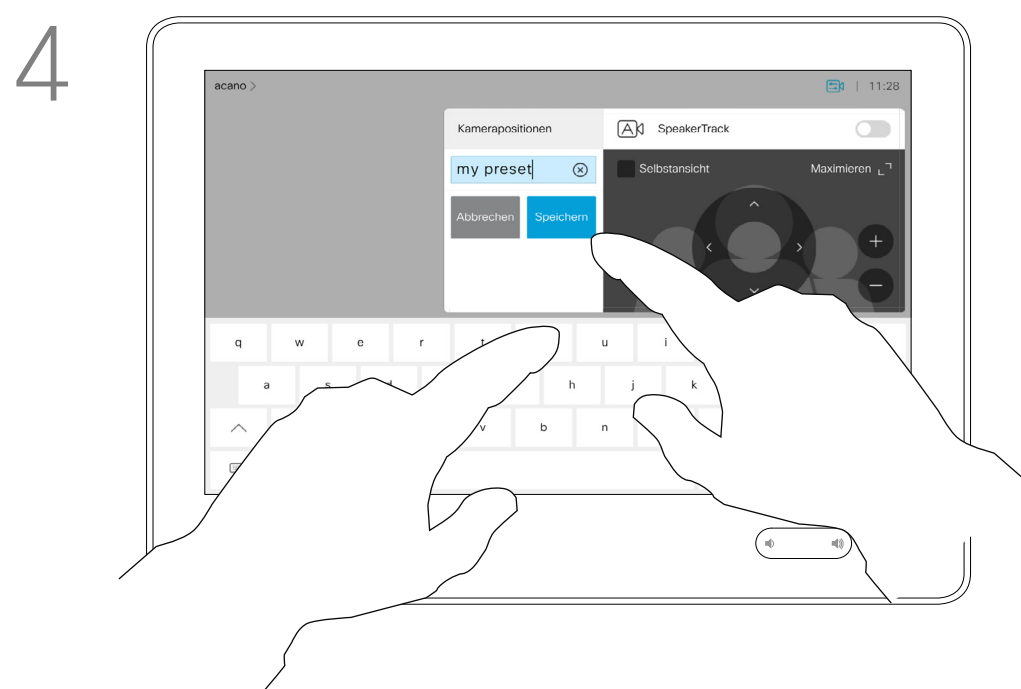 4
acano
11:28
Kamerapositionen
SpeakerTrack
my preset
Selbstansicht
Maximieren
Abbrechen
Speichern
q w e r t u i
a s d h j k
v b n